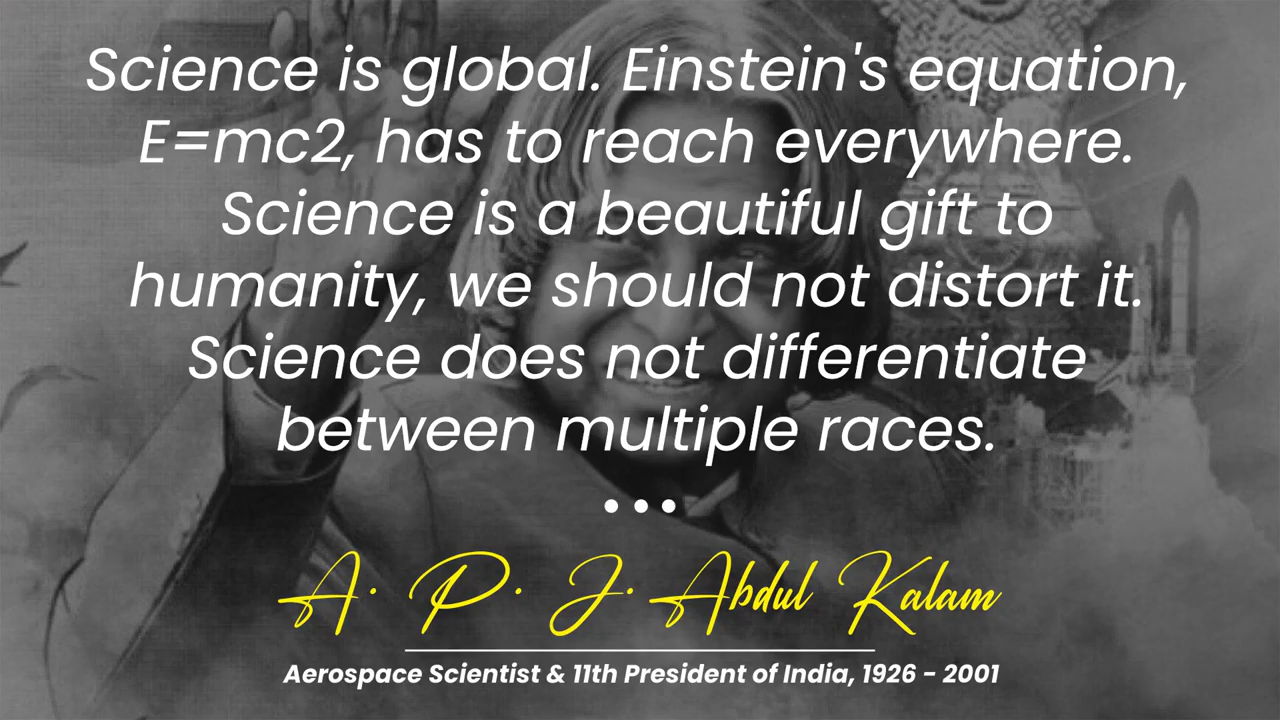 Science is global. Einstein's equation,
E=mc2, has to reach everywhere.
Science is a beautiful gift to
humanity, we should not distort it.
Science does not differentiate
between multiple races.
•••
A. P. J. Abdul Kalam
Aerospace Scientist & 11th President of India, 1926 - 2001